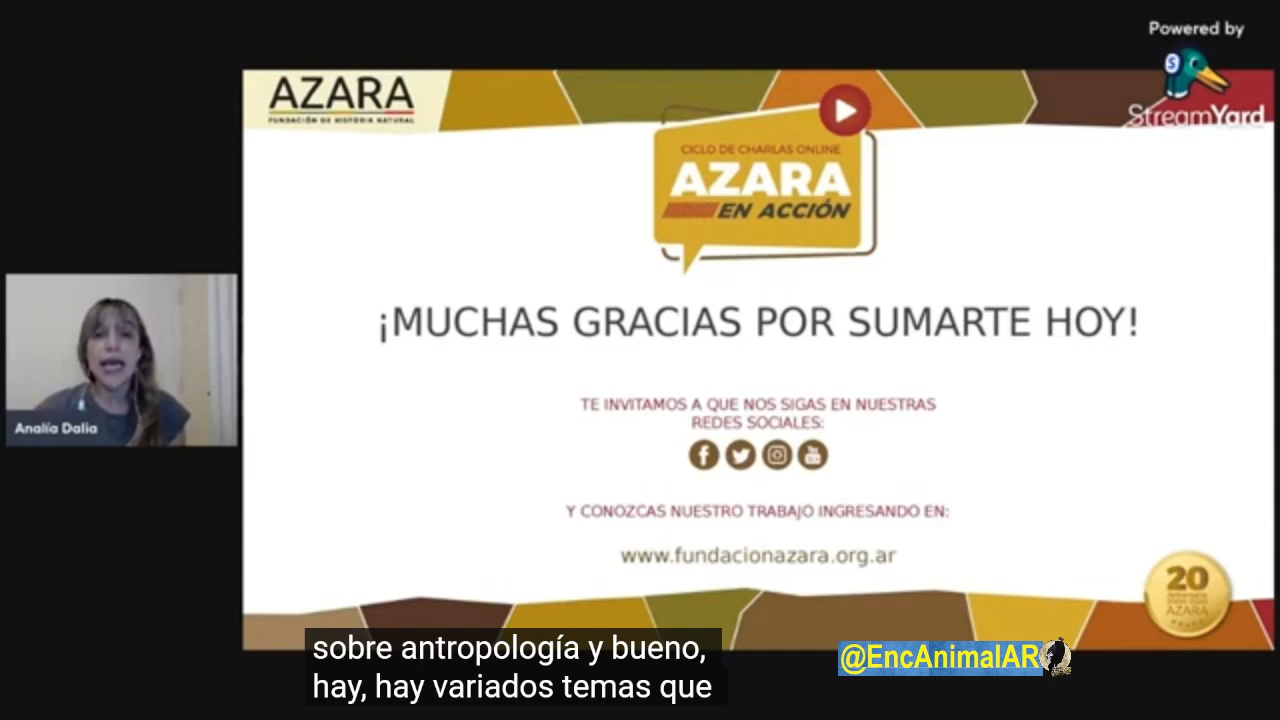 Powered by
StreamYard
AZARA
FUNDACIÓN DE HISTORIA NATURAL
CICLO DE CHARLAS ONLINE
AZARA
EN ACCIÓN
¡MUCHAS GRACIAS POR SUMARTE HOY!
TE INVITAMOS A QUE NOS SIGAS EN NUESTRAS
REDES SOCIALES:
Y CONOZCAS NUESTRO TRABAJO INGRESANDO EN:
www.fundacionazara.org.ar
Analía Dalia
20
AZARA
sobre antropología y bueno,
hay, hay variados temas que
@EncAnimalAR